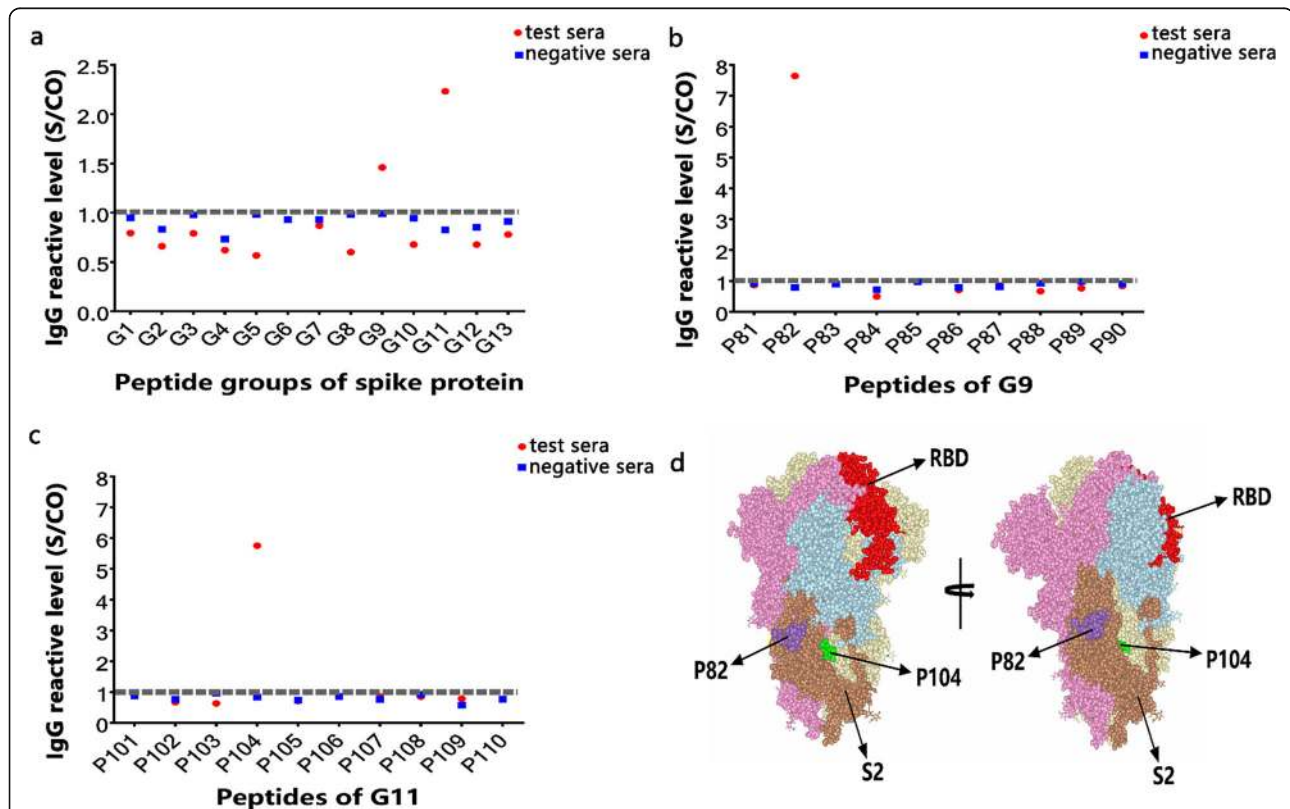 a
test sera
negative sera
IgG reactive level (S/CO)
2.5
2.0
1.5
1.0
0.5
0.0
G1 G2 G3 G4 G5 G6 G7 G8 G9 G10 G11 G12 G13
Peptide groups of spike protein
b
test sera
negative sera
IgG reactive level (S/CO)
8
7
6
5
4
3
2
1
0
P81 P82 P83 P84 P85 P86 P87 P88 P89 P90
Peptides of G9
c
test sera
negative sera
IgG reactive level (S/CO)
8
7
6
5
4
3
2
1
0
P101 P102 P103 P104 P105 P106 P107 P108 P109 P110
Peptides of G11
d
RBD
RBD
P82
P104
S2
P82
P104
S2